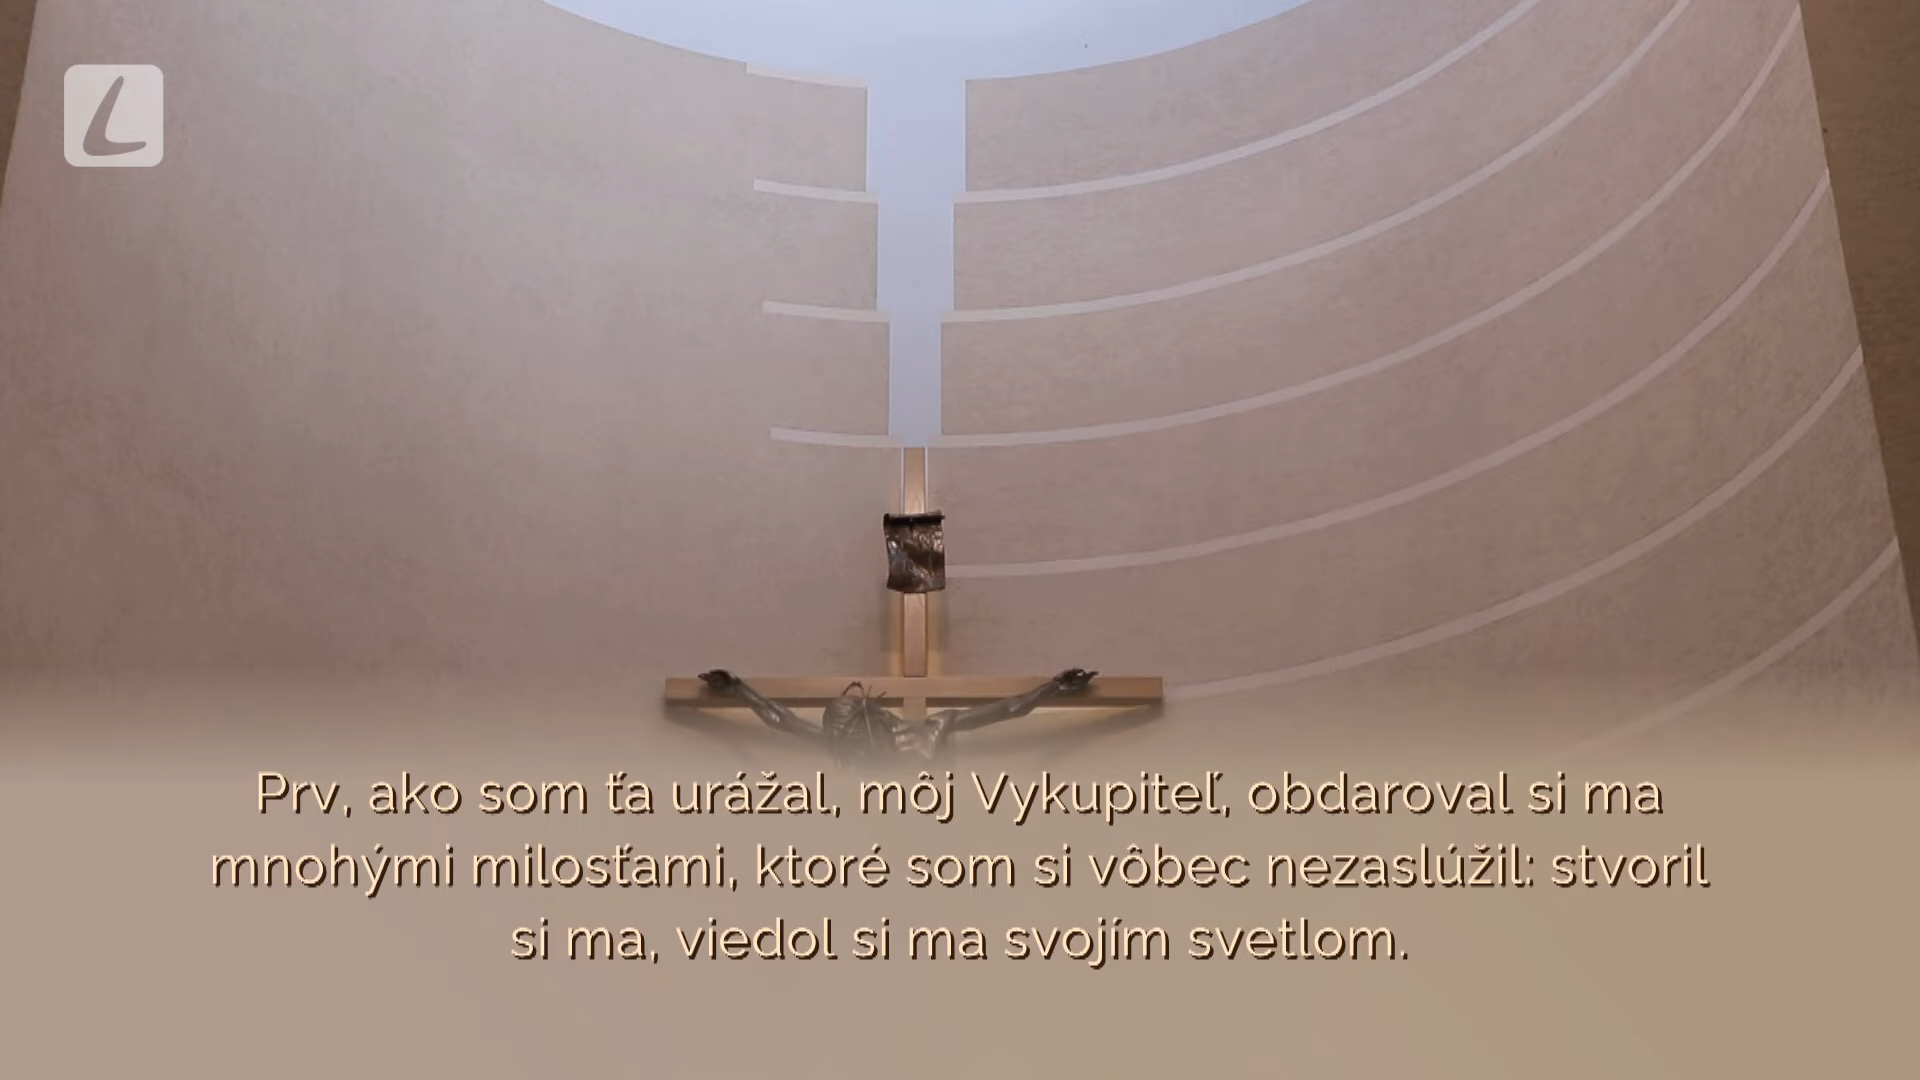 L
Prv, ako som ťa urážal, môj Vykupiteľ, obdaroval si ma
mnohými milosťami, ktoré som si vôbec nezaslúžil: stvoril
si ma, viedol si ma svojím svetlom.